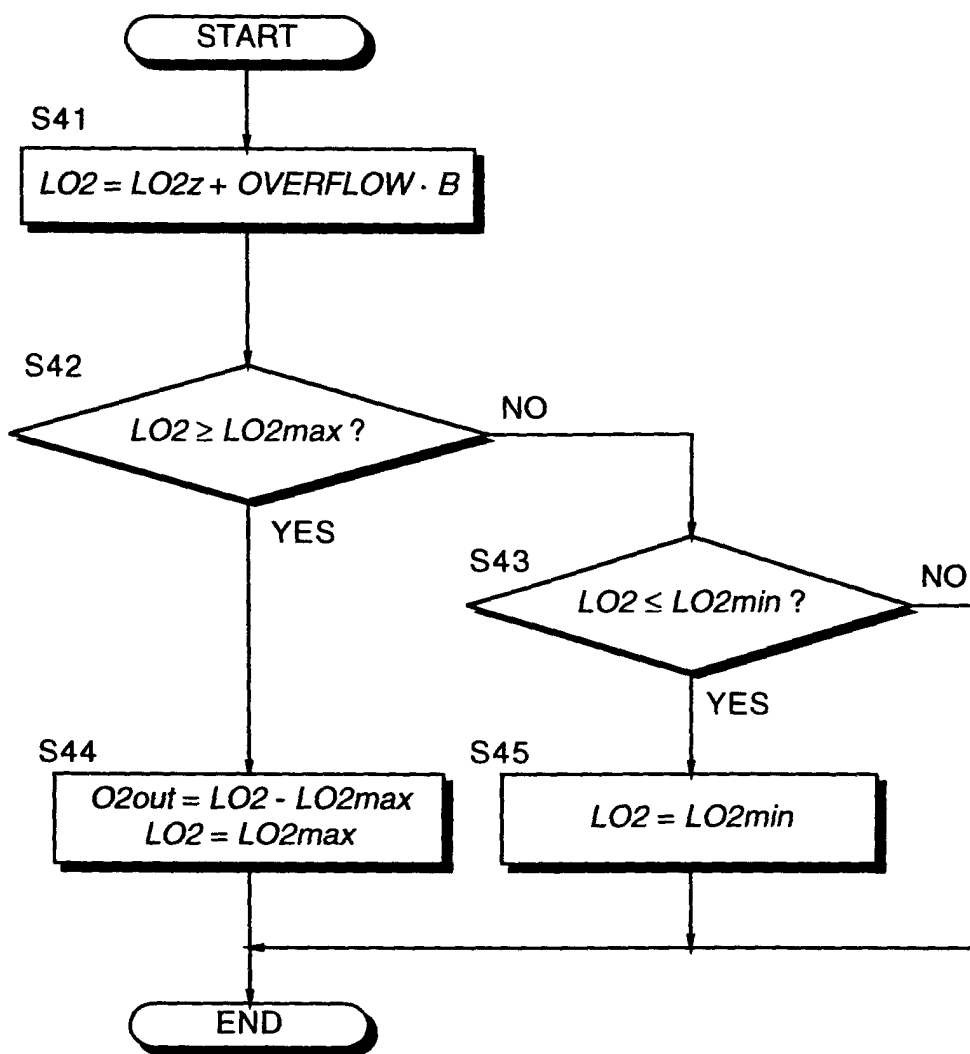 START
S41
LO2 = LO2z + OVERFLOW · B
S42
LO2 ≥ LO2max ?
NO
YES
S43
LO2 ≤ LO2min ?
NO
YES
S44
O2out = LO2 - LO2max
LO2 = LO2max
S45
LO2 = LO2min
END